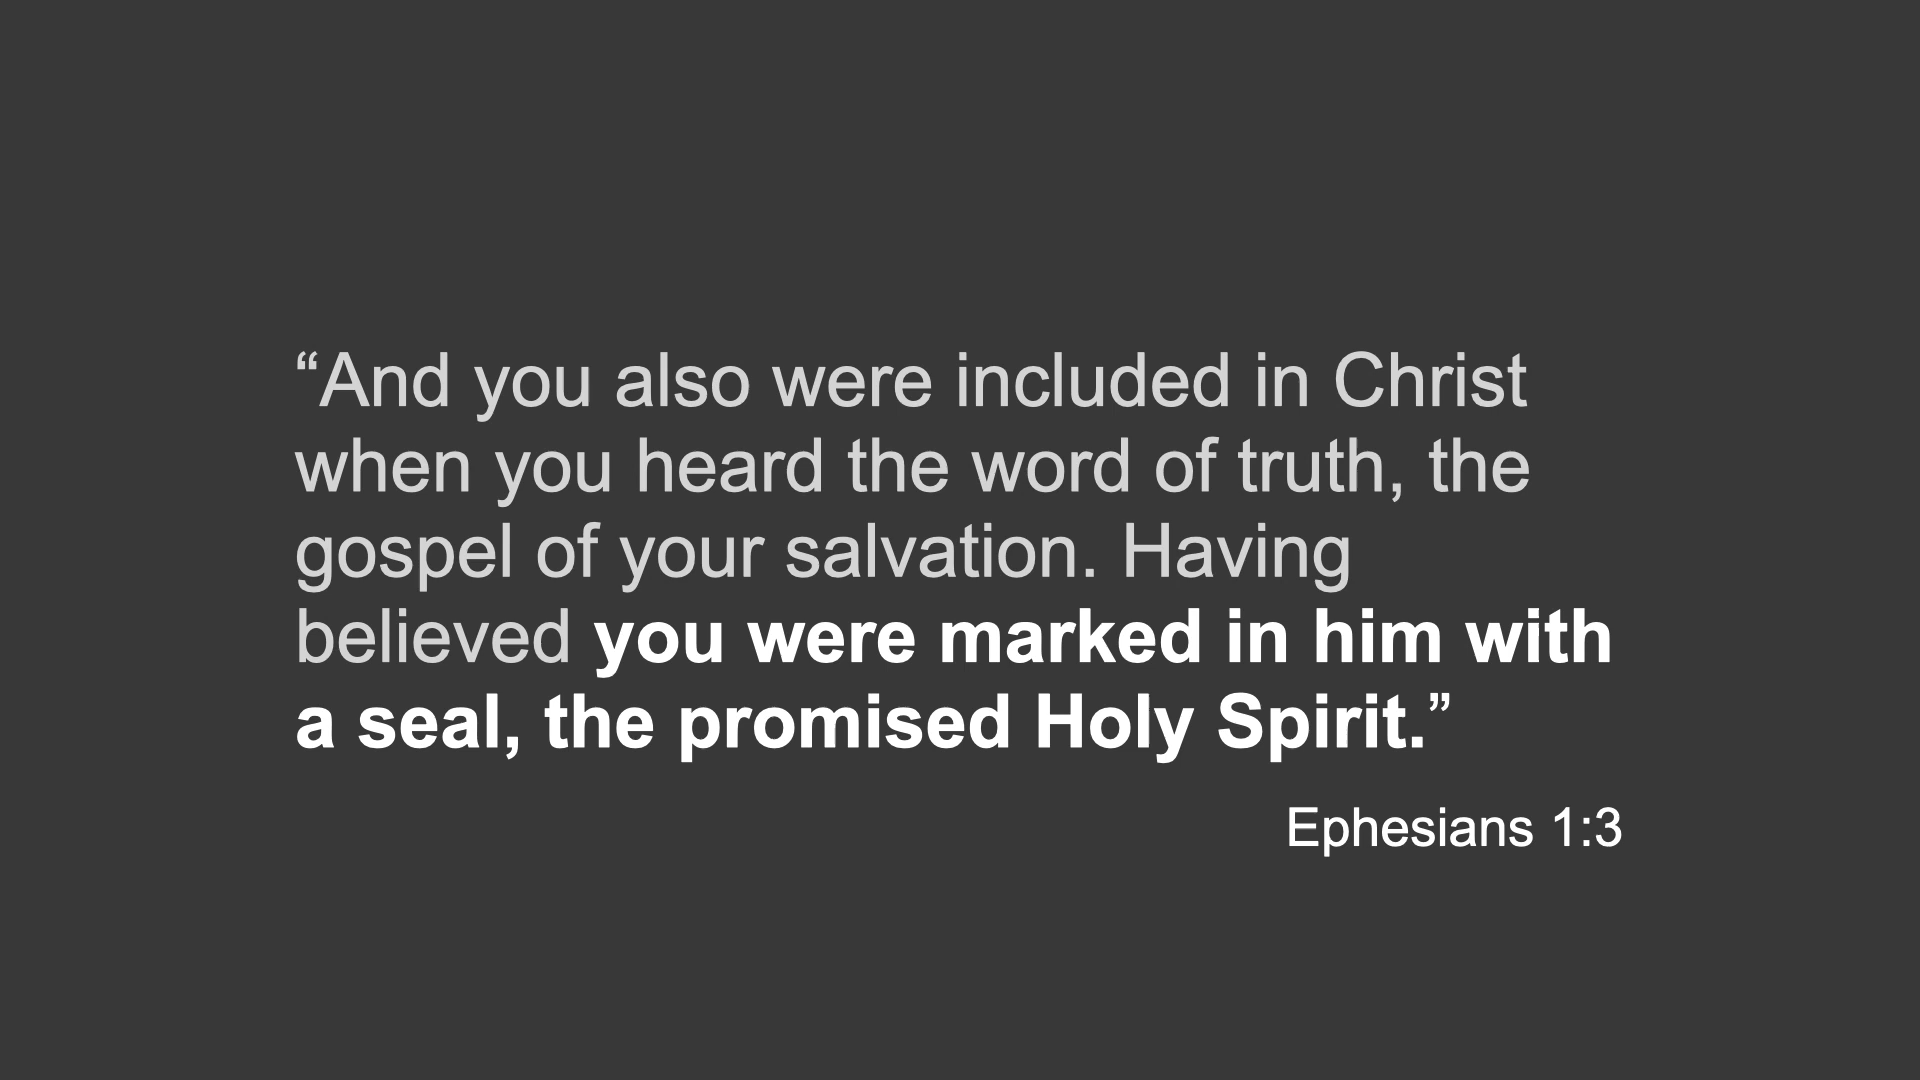 “And you also were included in Christ
when you heard the word of truth, the
gospel of your salvation. Having
believed you were marked in him with
a seal, the promised Holy Spirit.”
Ephesians 1:3